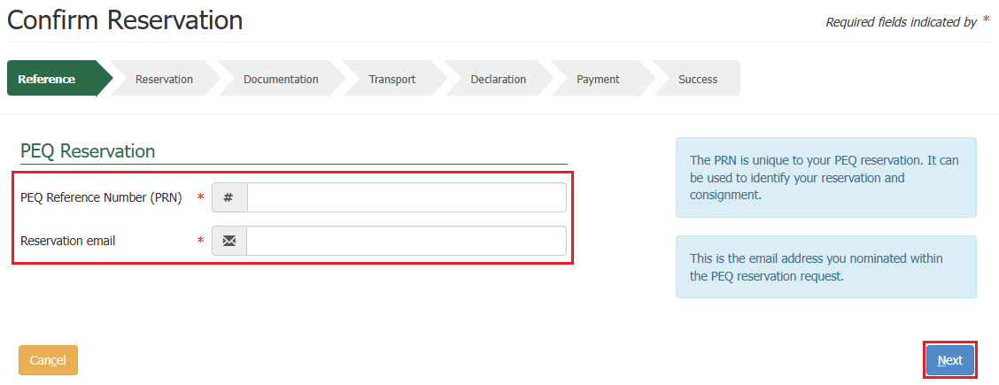 Confirm Reservation
Required fields indicated by *
Reference
Reservation
Documentation
Transport
Declaration
Payment
Success
PEQ Reservation
PEQ Reference Number (PRN) *
#
Reservation email *
The PRN is unique to your PEQ reservation. It can
be used to identify your reservation and
consignment.
This is the email address you nominated within
the PEQ reservation request.
Cancel
Next